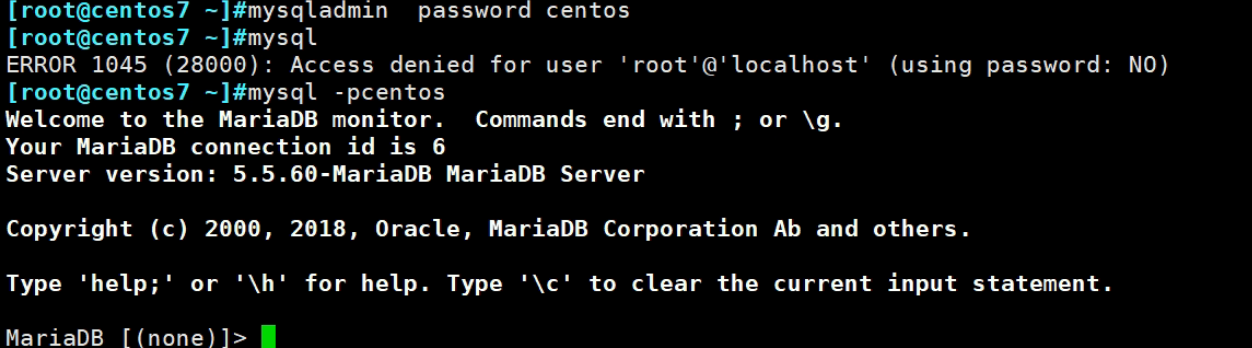 [root@centos7 ~]#mysqladmin  password centos
[root@centos7 ~]#mysql
ERROR 1045 (28000): Access denied for user 'root'@'localhost' (using password: NO)
[root@centos7 ~]#mysql -pcentos
Welcome to the MariaDB monitor.  Commands end with ; or \g.
Your MariaDB connection id is 6
Server version: 5.5.60-MariaDB MariaDB Server
Copyright (c) 2000, 2018, Oracle, MariaDB Corporation Ab and others.
Type 'help;' or '\h' for help. Type '\c' to clear the current input statement.
MariaDB [(none)]>